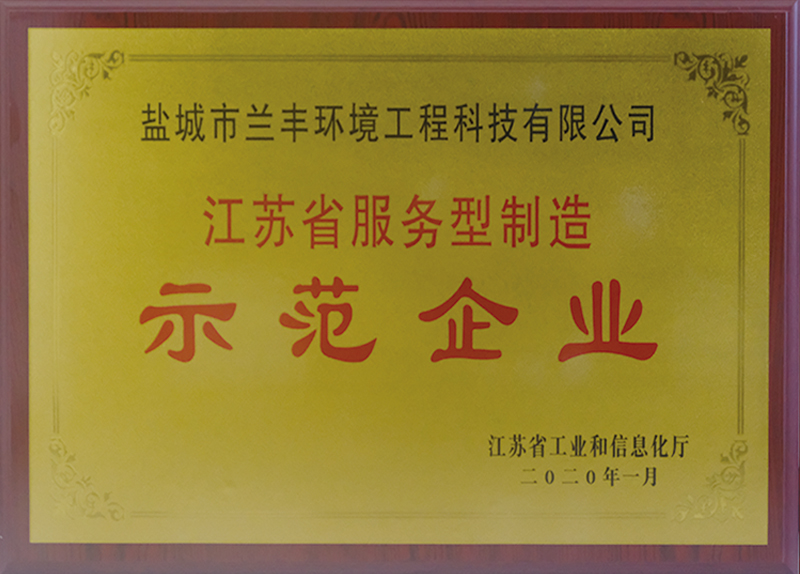 盐城市兰丰环境工程科技有限公司
江苏省服务型制造
示范企业
江苏省工业和信息化厅
二0二0年一月